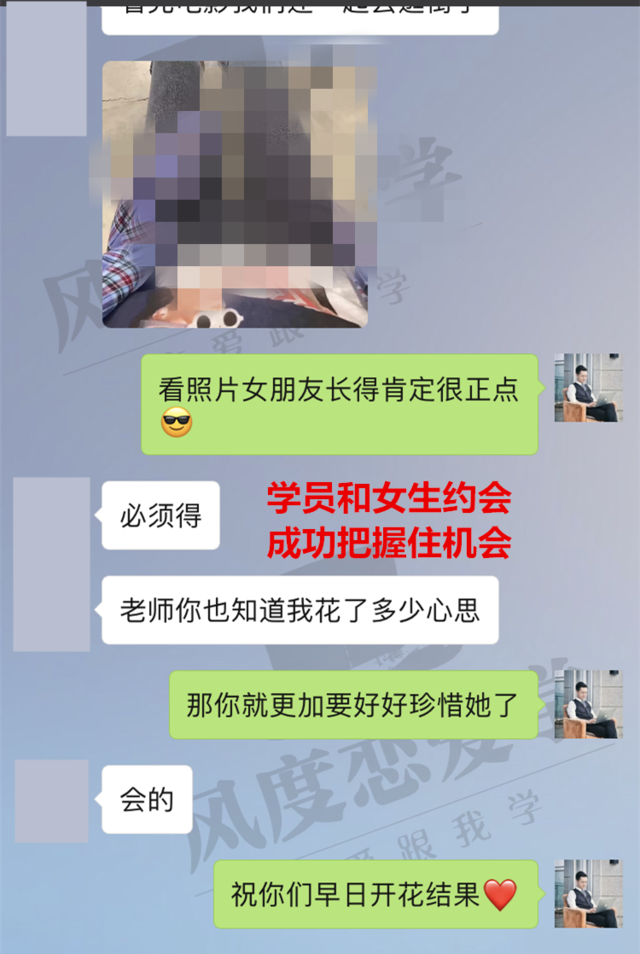 看照片女朋友长得肯定很正点
😎
必须得
学员和女生约会
成功把握住机会
老师你也知道我花了多少心思
那你就更加要好好珍惜她了
会的
风度恋爱学
爱跟我学
祝你们早日开花结果❤️